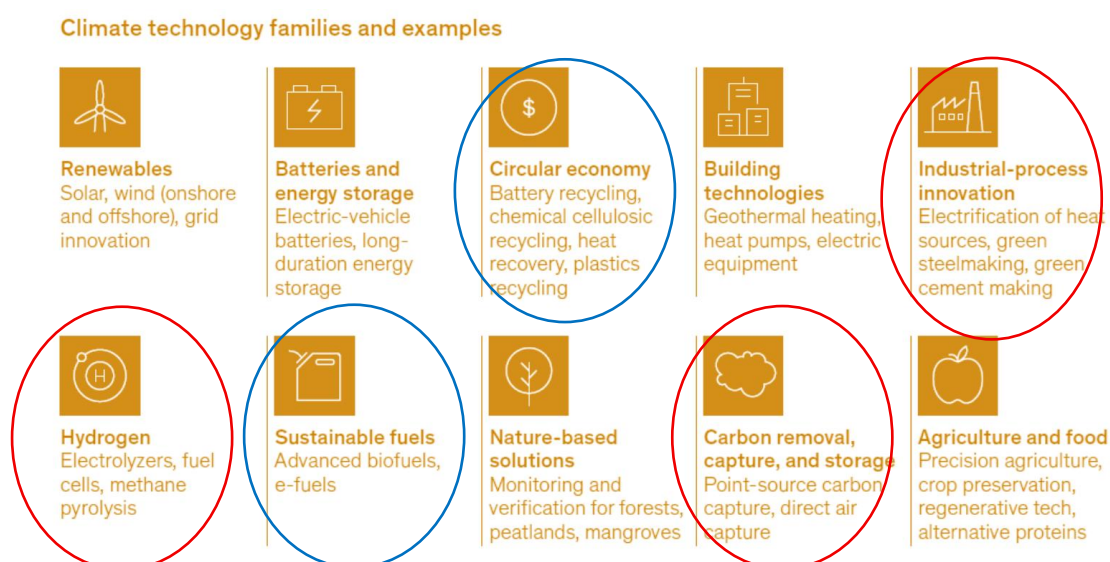 Climate technology families and examples
$
Renewables
Solar, wind (onshore
and offshore), grid
innovation
Batteries and
energy storage
Electric-vehicle
batteries, long-
duration energy
storage
Circular economy
Battery recycling,
chemical cellulosic
recycling, heat
recovery, plastics
recycling
Building
technologies
Geothermal heating,
heat pumps, electric
equipment
Industrial-process
innovation
Electrification of heat
sources, green
steelmaking, green
cement making
H
Hydrogen
Electrolyzers, fuel
cells, methane
pyrolysis
Sustainable fuels
Advanced biofuels,
e-fuels
Nature-based
solutions
Monitoring and
verification for forests,
peatlands, mangroves
Carbon removal,
capture, and storage
Point-source carbon
capture, direct air
capture
Agriculture and food
Precision agriculture,
crop preservation,
regenerative tech,
alternative proteins